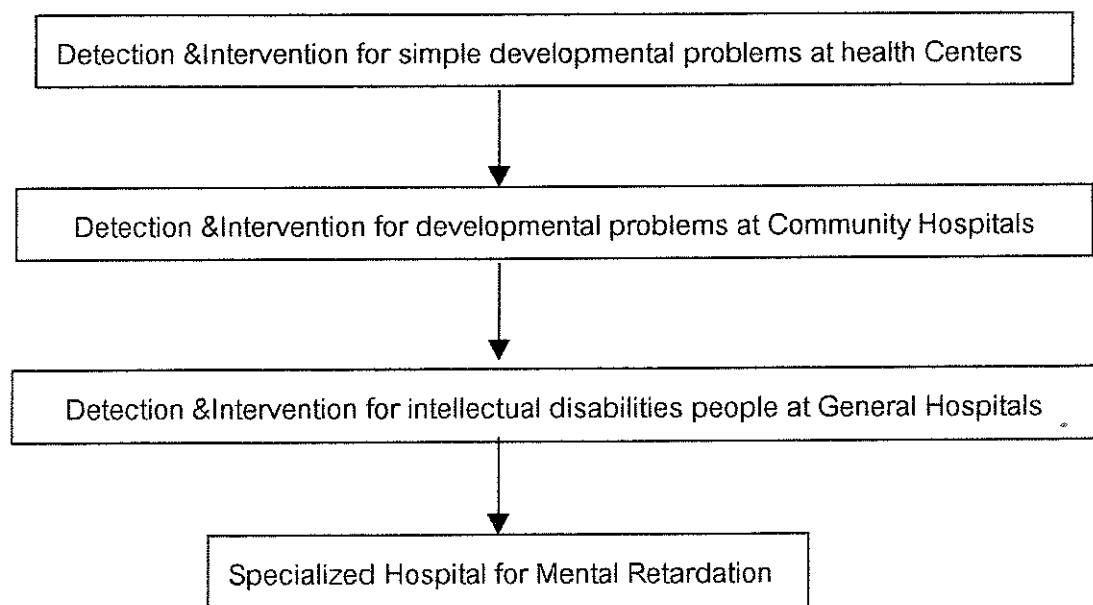 Detection &Intervention for simple developmental problems at health Centers
Detection &Intervention for developmental problems at Community Hospitals
Detection &Intervention for intellectual disabilities people at General Hospitals
Specialized Hospital for Mental Retardation